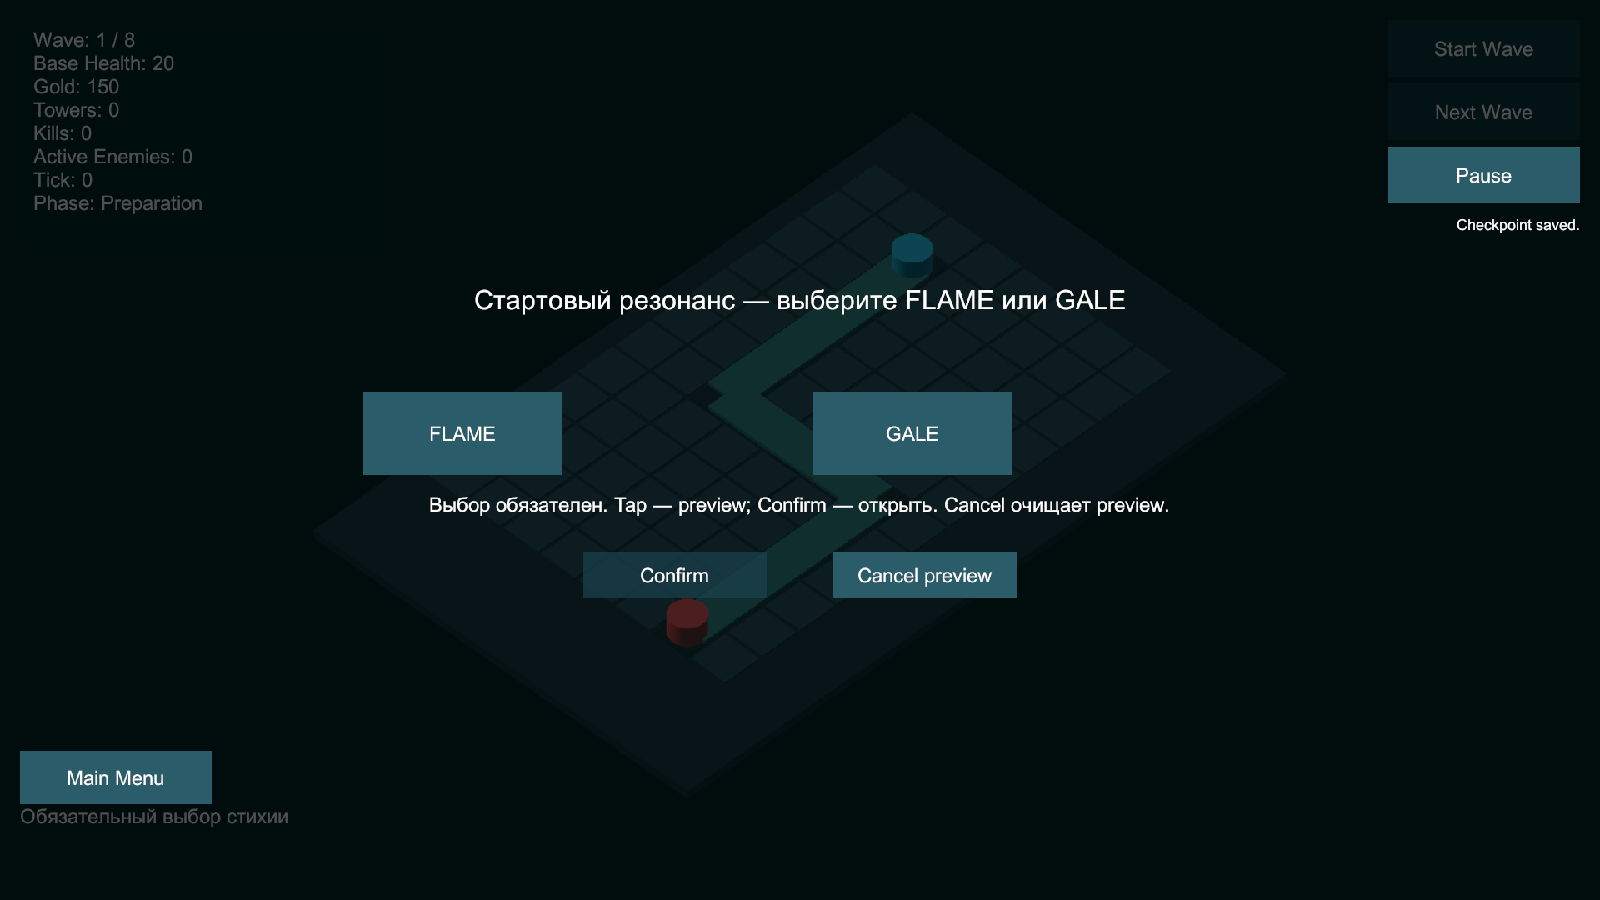 Wave: 1 / 8
Base Health: 20
Gold: 150
Towers: 0
Kills: 0
Active Enemies: 0
Tick: 0
Phase: Preparation
Start Wave
Next Wave
Pause
Checkpoint saved.
Стартовый резонанс — выберите FLAME или GALE
FLAME
GALE
Выбор обязателен. Tap — preview; Confirm — открыть. Cancel очищает preview.
Confirm
Cancel preview
Main Menu
Обязательный выбор стихии